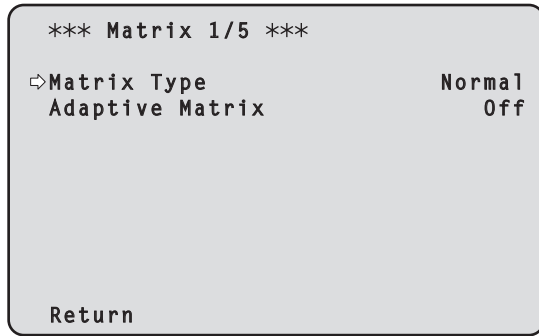 *** Matrix 1/5 ***
⇨Matrix Type Normal
Adaptive Matrix Off
Return